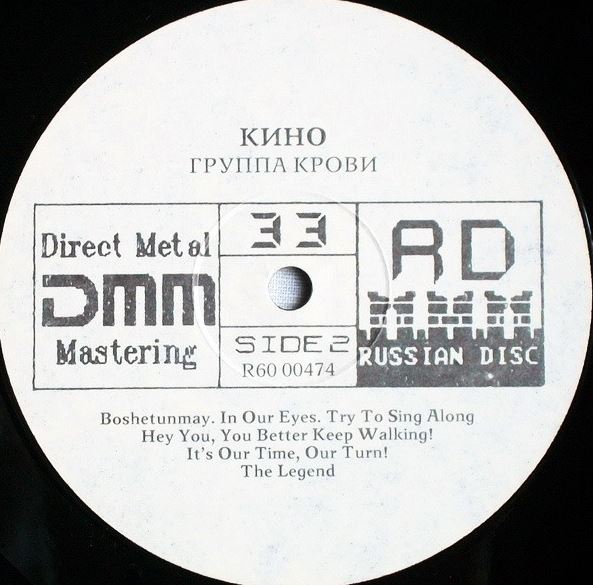 КИНО
ГРУППА КРОВИ
Direct Metal
DMM
Mastering
33
SIDE 2
R60 00474
RD
RUSSIAN DISC
Boshetunmay. In Our Eyes. Try To Sing Along
Hey You, You Better Keep Walking!
It's Our Time, Our Turn!
The Legend